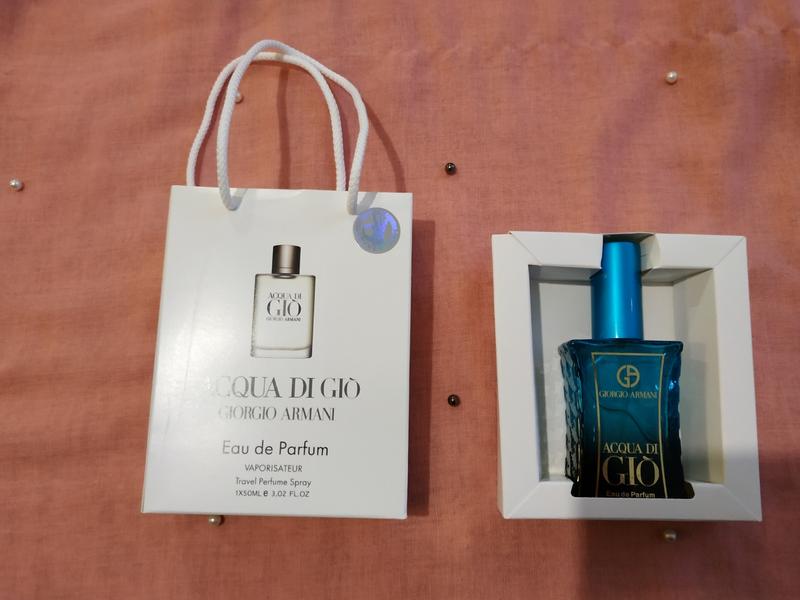 ACQUA DI
GIÒ
GIORGIO ARMANI
ACQUA DI GIÒ
GIORGIO ARMANI
Eau de Parfum
VAPORISATEUR
Travel Perfume Spray
1X50ML e 3.02 FL.OZ
GIORGIO ARMANI
ACQUA DI
GIÒ
Eau de Parfum